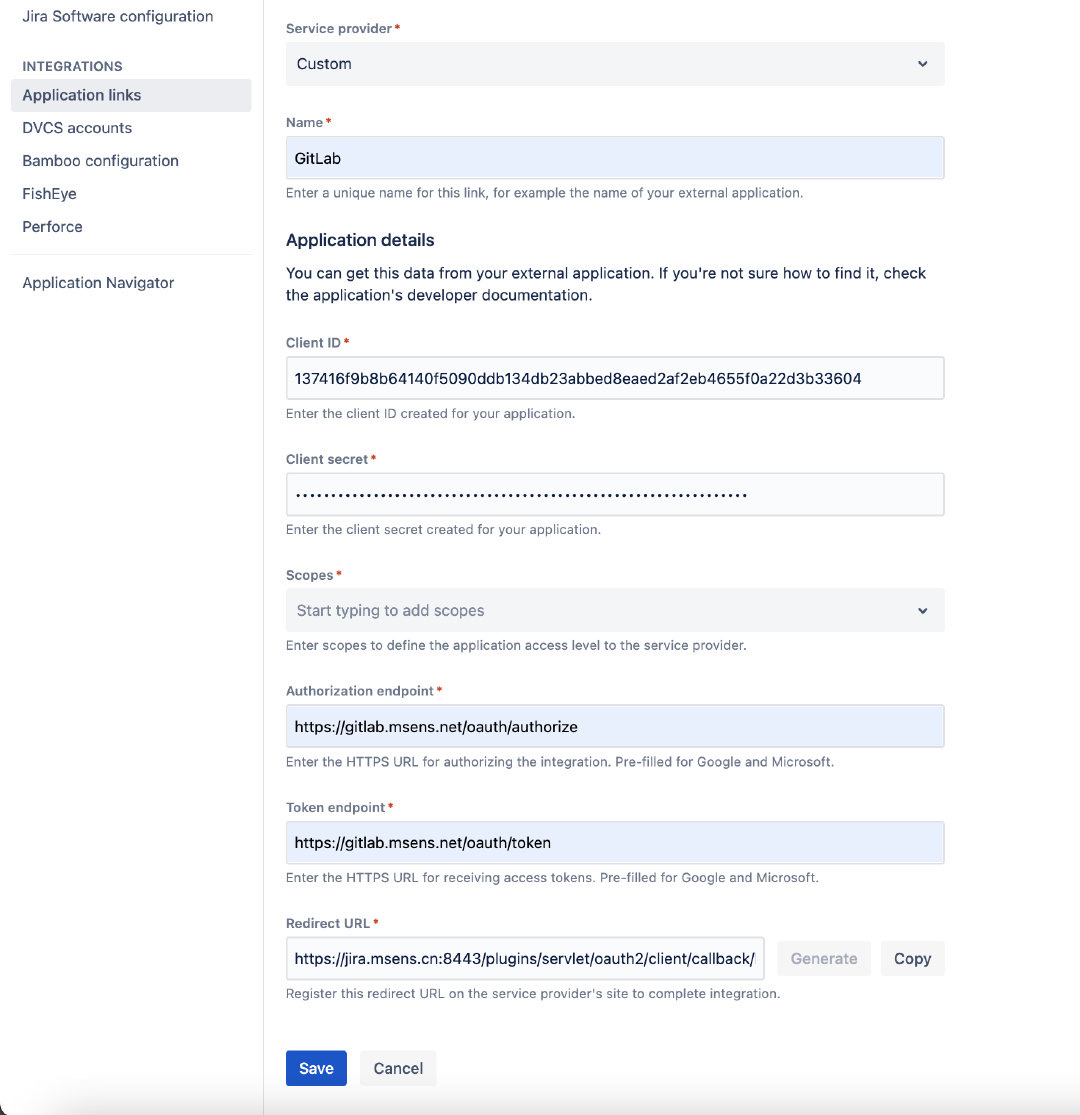 Jira Software configuration
INTEGRATIONS
Application links
DVCS accounts
Bamboo configuration
FishEye
Perforce
Application Navigator
Service provider*
Custom
Name*
GitLab
Enter a unique name for this link, for example the name of your external application.
Application details
You can get this data from your external application. If you're not sure how to find it, check
the application's developer documentation.
Client ID*
137416f9b8b64140f5090ddb134db23abbed8eaed2af2eb4655f0a22d3b33604
Enter the client ID created for your application.
Client secret*
••••••••••••••••••••••••••••••••••••••••••••••••••••••••••••••••
Enter the client secret created for your application.
Scopes*
Start typing to add scopes
Enter scopes to define the application access level to the service provider.
Authorization endpoint*
https://gitlab.msens.net/oauth/authorize
Enter the HTTPS URL for authorizing the integration. Pre-filled for Google and Microsoft.
Token endpoint*
https://gitlab.msens.net/oauth/token
Enter the HTTPS URL for receiving access tokens. Pre-filled for Google and Microsoft.
Redirect URL*
https://jira.msens.cn:8443/plugins/servlet/oauth2/client/callback/ Generate Copy
Register this redirect URL on the service provider's site to complete integration.
Save Cancel